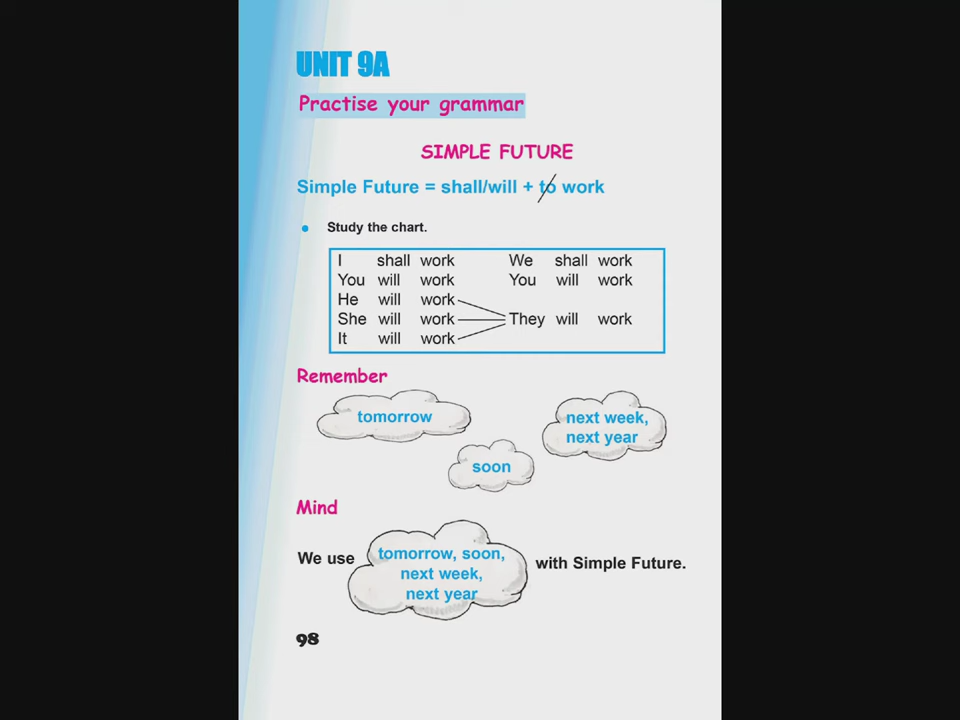 UNIT 9A
Practise your grammar
SIMPLE FUTURE
Simple Future = shall/will + to work
Study the chart.
I shall work We shall work
You will work You will work
He will work
She will work They will work
It will work
Remember
tomorrow
next week,
next year
soon
Mind
We use tomorrow, soon, with Simple Future.
next week,
next year
98